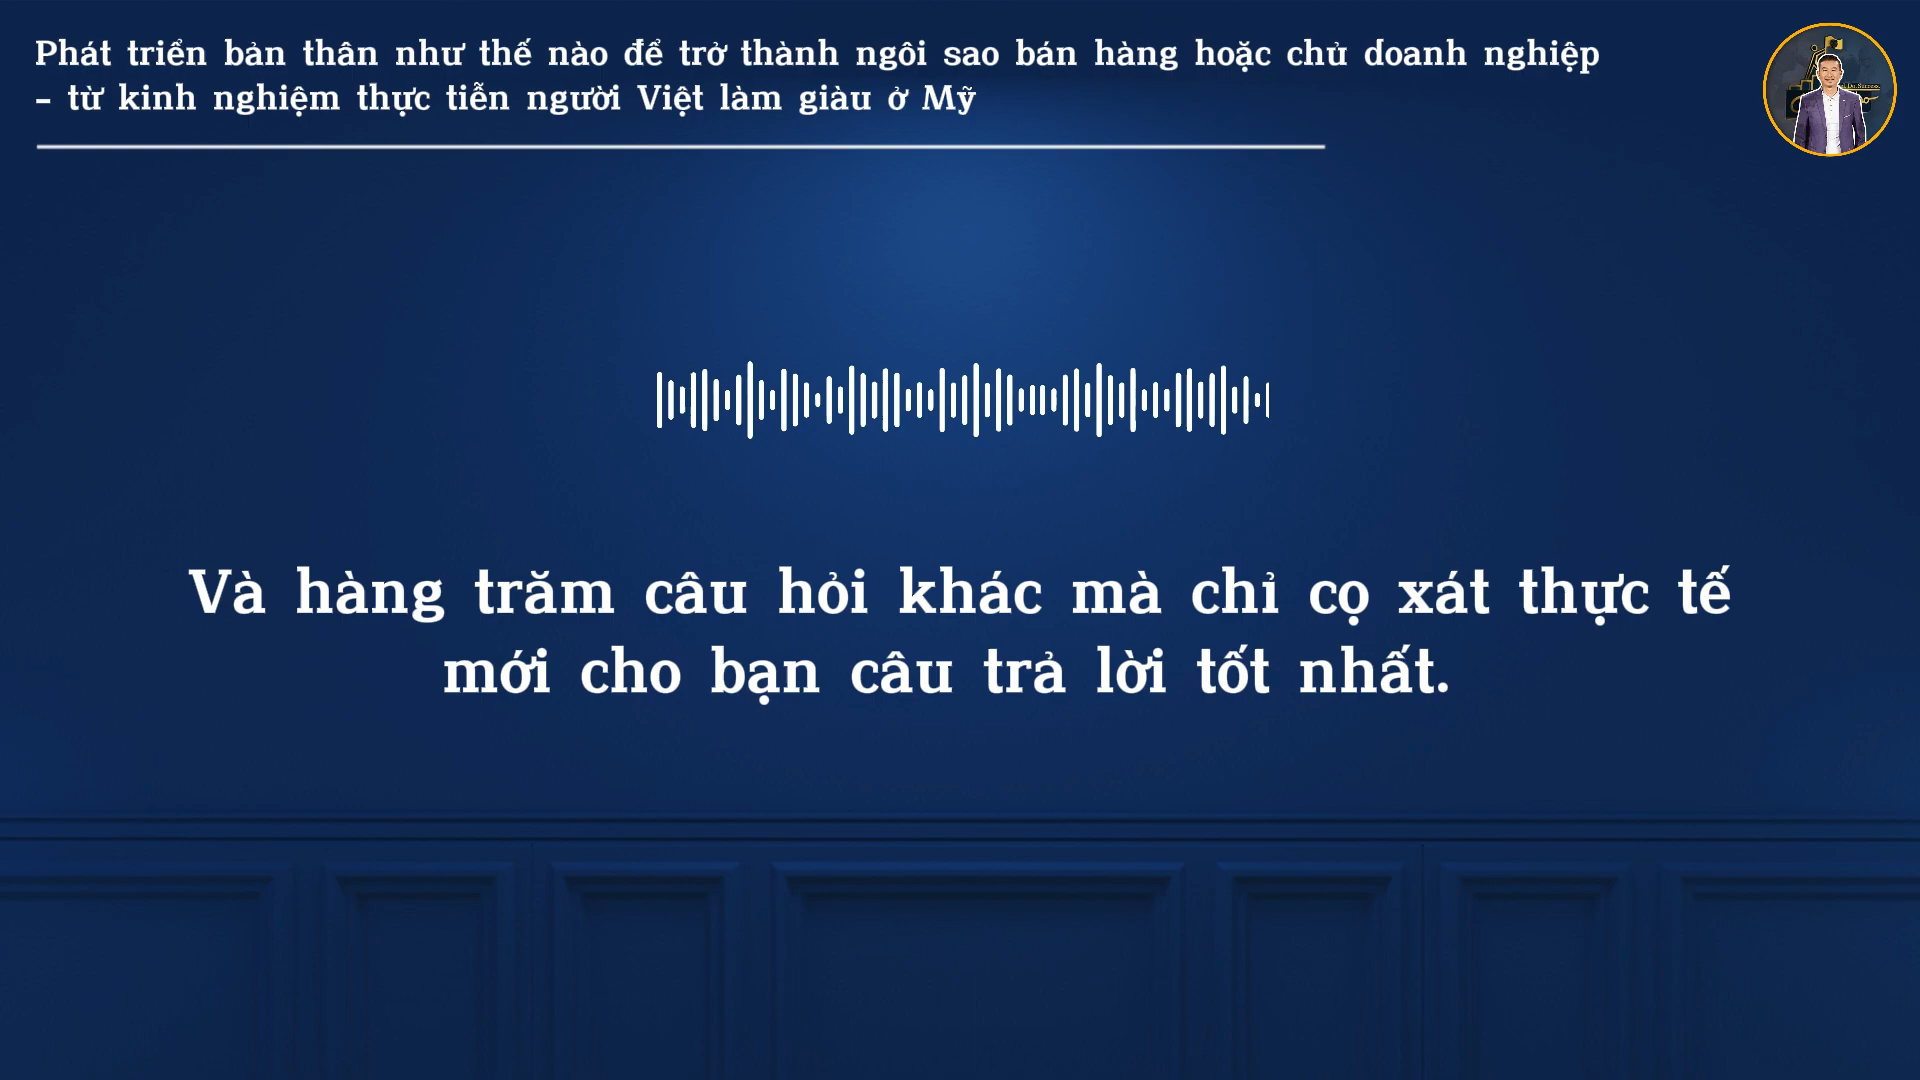 Phát triển bản thân như thế nào để trở thành ngôi sao bán hàng hoặc chủ doanh nghiệp
– từ kinh nghiệm thực tiễn người Việt làm giàu ở Mỹ
Và hàng trăm câu hỏi khác mà chỉ cọ xát thực tế
mới cho bạn câu trả lời tốt nhất.